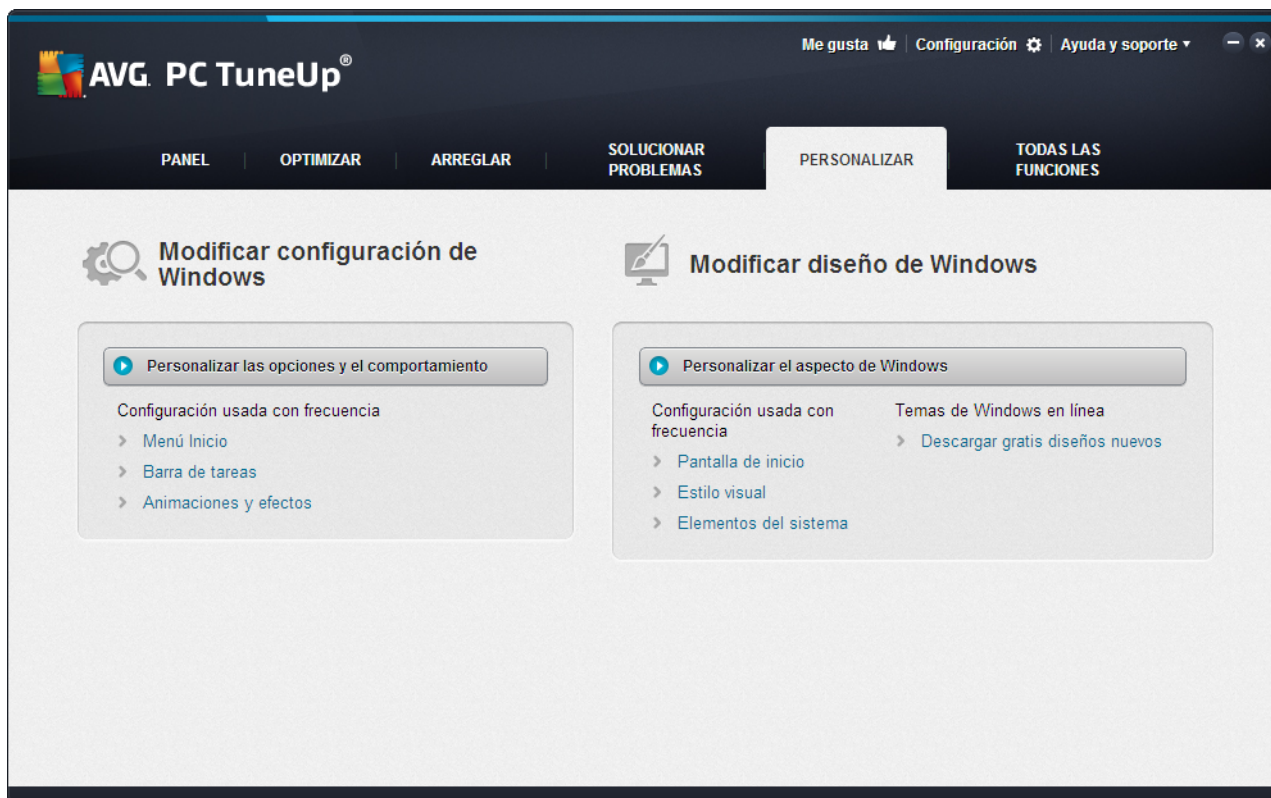 Me gusta
Configuración
Ayuda y soporte
AVG. PC TuneUp®
PANEL
OPTIMIZAR
ARREGLAR
SOLUCIONAR
PROBLEMAS
PERSONALIZAR
TODAS LAS
FUNCIONES
Modificar configuración de
Windows
Personalizar las opciones y el comportamiento
Configuración usada con frecuencia
Menú Inicio
Barra de tareas
Animaciones y efectos
Modificar diseño de Windows
Personalizar el aspecto de Windows
Configuración usada con
frecuencia
Pantalla de inicio
Estilo visual
Elementos del sistema
Temas de Windows en línea
Descargar gratis diseños nuevos